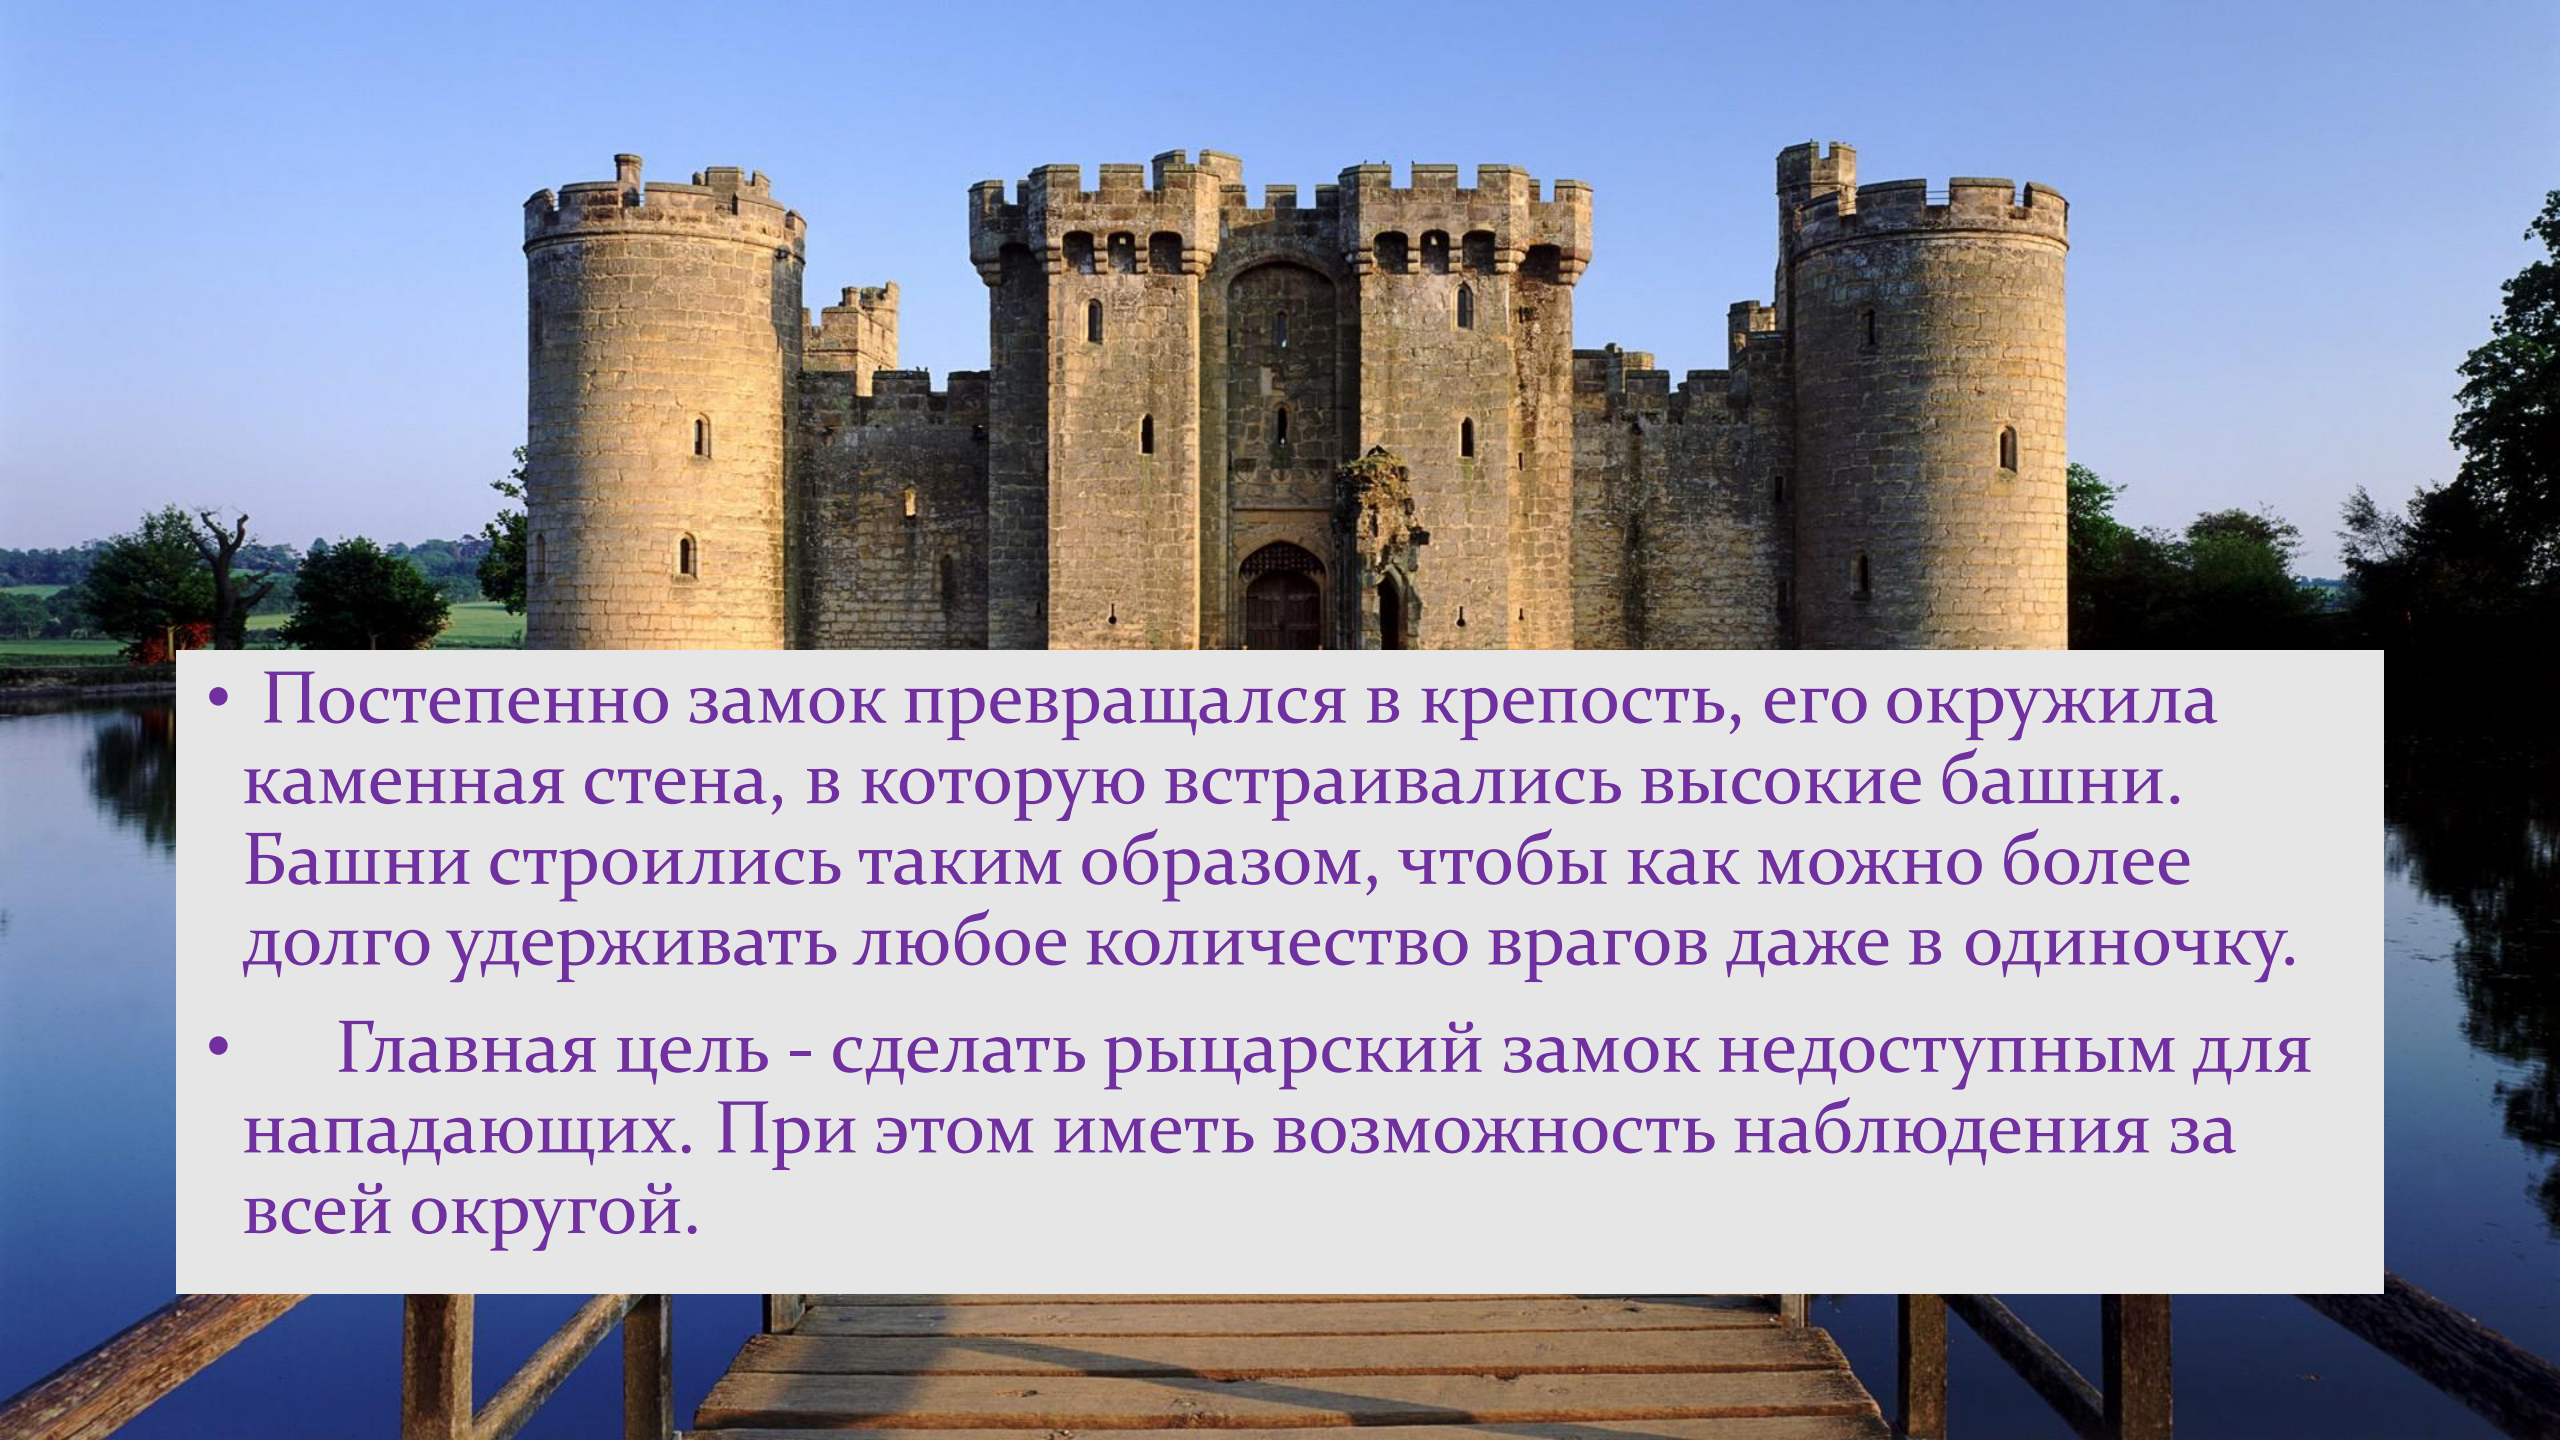 • Постепенно замок превращался в крепость, его окружила
каменная стена, в которую встраивались высокие башни.
Башни строились таким образом, чтобы как можно более
долго удерживать любое количество врагов даже в одиночку.
• Главная цель - сделать рыцарский замок недоступным для
нападающих. При этом иметь возможность наблюдения за
всей округой.